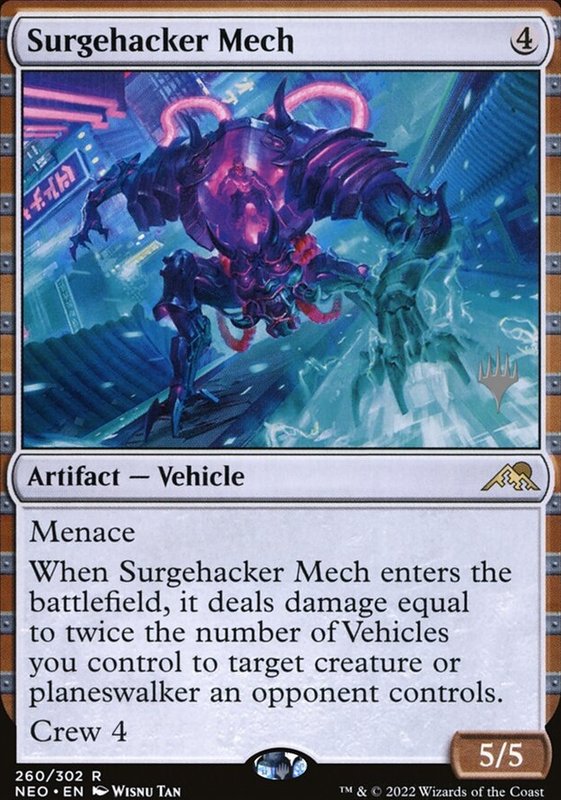 Surgehacker Mech
4
Artifact — Vehicle
Menace
When Surgehacker Mech enters the
battlefield, it deals damage equal
to twice the number of Vehicles
you control to target creature or
planeswalker an opponent controls.
Crew 4
5/5
260/302 R
NEO • EN Wisnu Tan
™ & © 2022 Wizards of the Coast